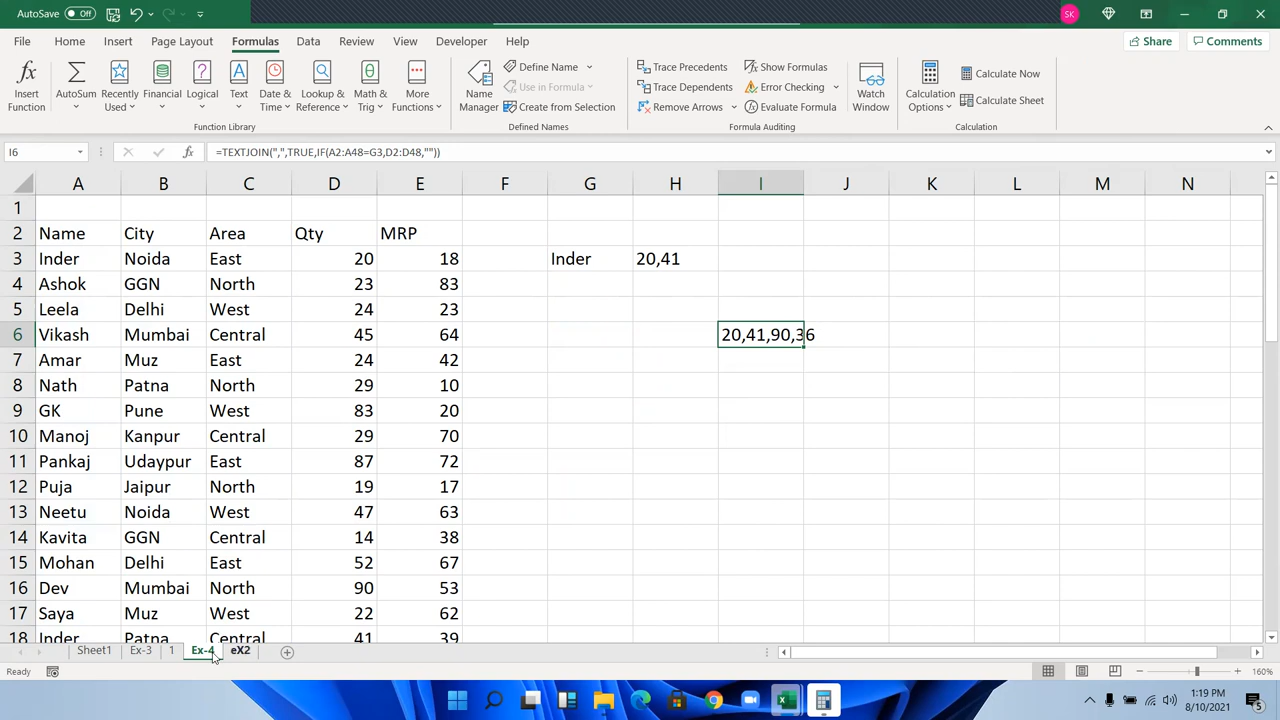 AutoSave Off SK
File Home Insert Page Layout Formulas Data Review View Developer Help Share Comments
Insert Function AutoSum Recently Used Financial Logical Text Date & Time Lookup & Reference Math & Trig More Functions Name Manager Define Name Use in Formula Create from Selection Trace Precedents Trace Dependents Remove Arrows Show Formulas Error Checking Evaluate Formula Watch Window Calculation Options Calculate Now Calculate Sheet
Function Library Defined Names Formula Auditing Calculation
I6 fx =TEXTJOIN(",",TRUE,IF(A2:A48=G3,D2:D48,""))
A B C D E F G H I J K L M N
1
2 Name City Area Qty MRP
3 Inder Noida East 20 18 Inder 20,41
4 Ashok GGN North 23 83
5 Leela Delhi West 24 23
6 Vikash Mumbai Central 45 64 20,41,90,36
7 Amar Muz East 24 42
8 Nath Patna North 29 10
9 GK Pune West 83 20
10 Manoj Kanpur Central 29 70
11 Pankaj Udaypur East 87 72
12 Puja Jaipur North 19 17
13 Neetu Noida West 47 63
14 Kavita GGN Central 14 38
15 Mohan Delhi East 52 67
16 Dev Mumbai North 90 53
17 Saya Muz West 22 62
18 Inder Patna Central 41 39
Sheet1 Ex-3 1 Ex-4 eX2
Ready 160%
1:19 PM
8/10/2021 5